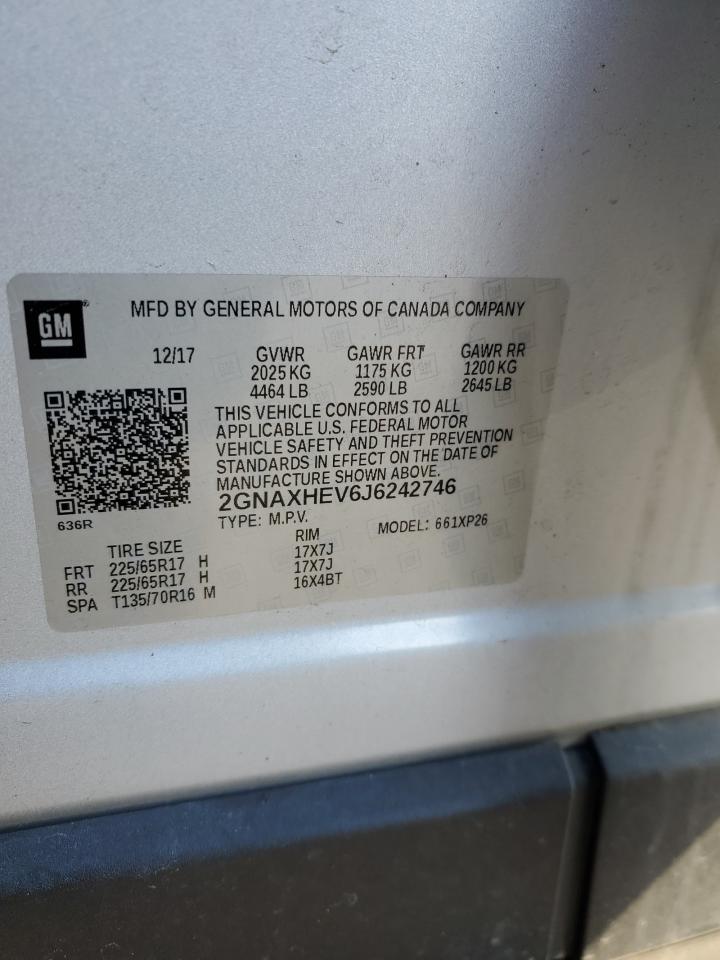 GM
MFD BY GENERAL MOTORS OF CANADA COMPANY
12/17 GVWR GAWR FRT GAWR RR
2025 KG 1175 KG 1200 KG
4464 LB 2590 LB 2645 LB
THIS VEHICLE CONFORMS TO ALL
APPLICABLE U.S. FEDERAL MOTOR
VEHICLE SAFETY AND THEFT PREVENTION
STANDARDS IN EFFECT ON THE DATE OF
MANUFACTURE SHOWN ABOVE.
2GNAXHEV6J6242746
636R TYPE: M.P.V. MODEL: 661XP26
TIRE SIZE RIM
FRT 225/65R17 H 17X7J
RR 225/65R17 H 17X7J
SPA T135/70R16 M 16X4BT